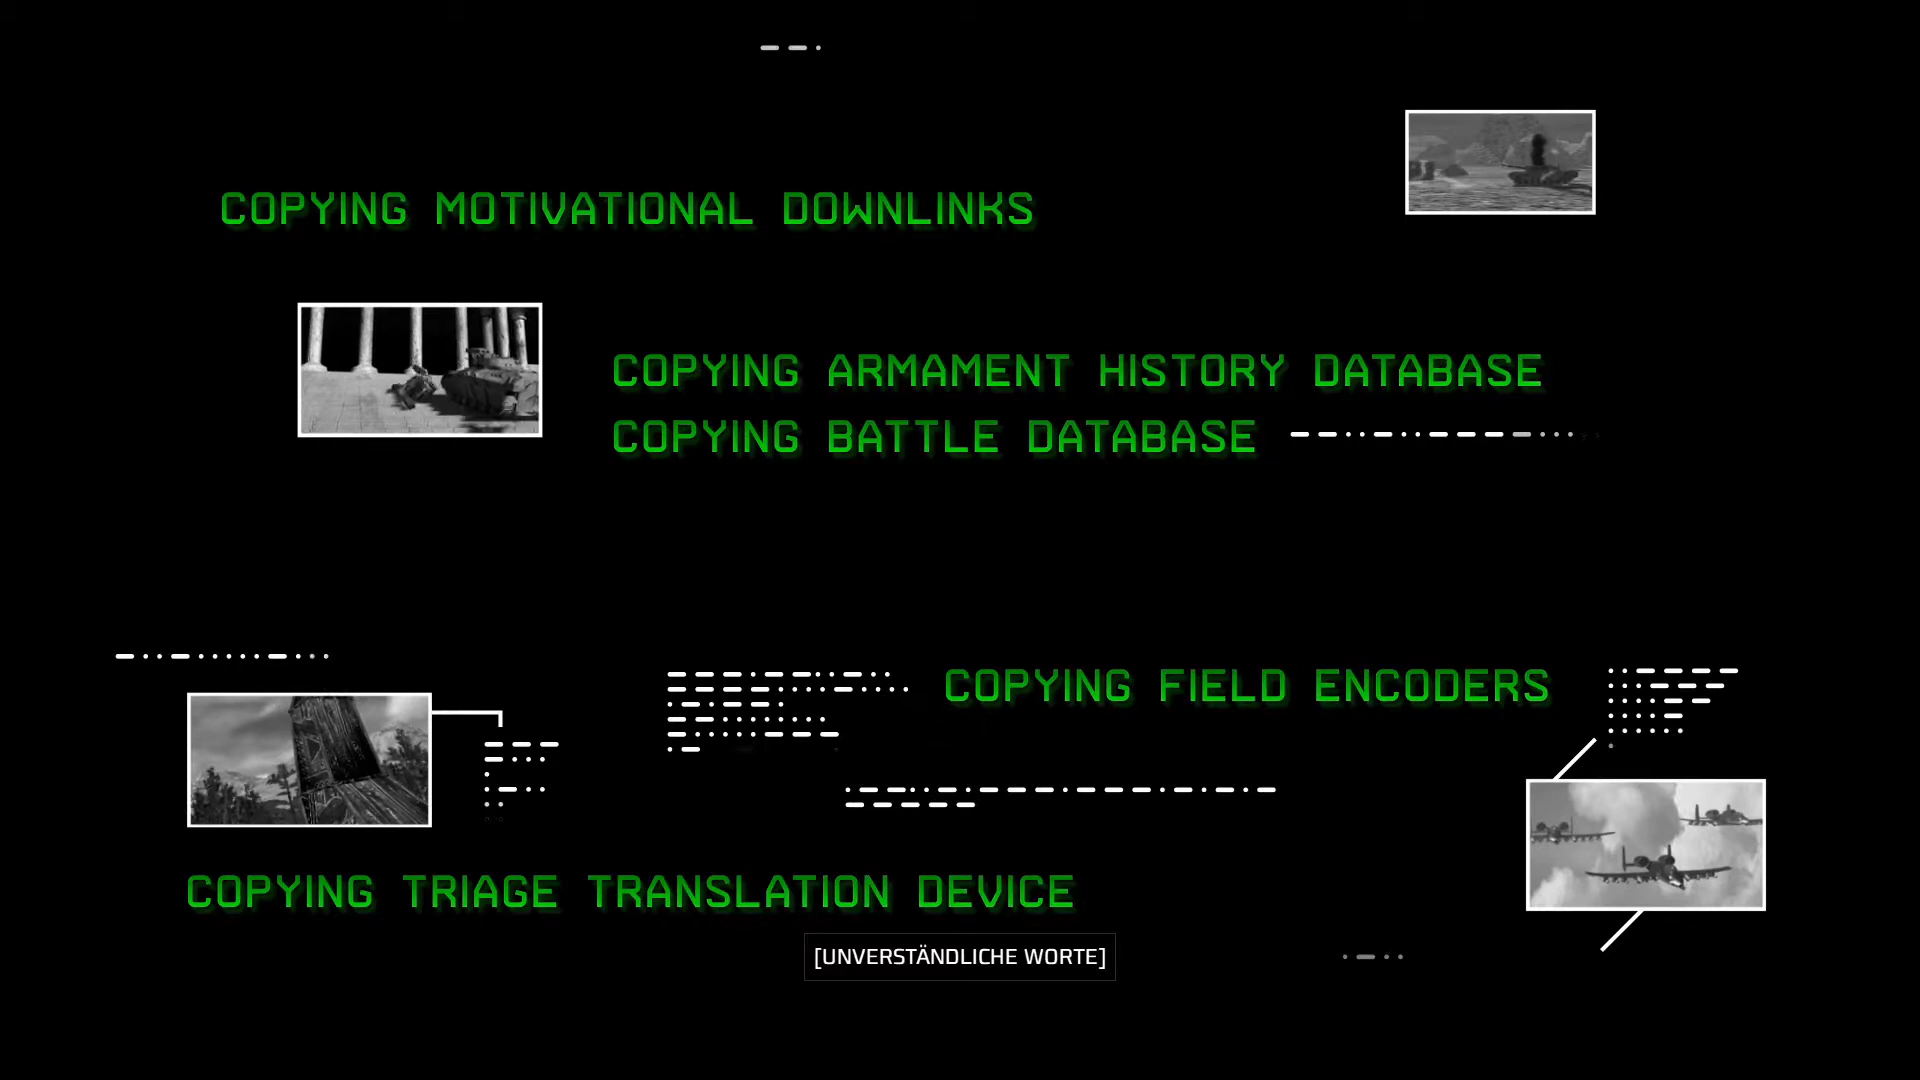 COPYING MOTIVATIONAL DOWNLINKS
COPYING ARMAMENT HISTORY DATABASE
COPYING BATTLE DATABASE
COPYING FIELD ENCODERS
COPYING TRIAGE TRANSLATION DEVICE
[UNVERSTÄNDLICHE WORTE]